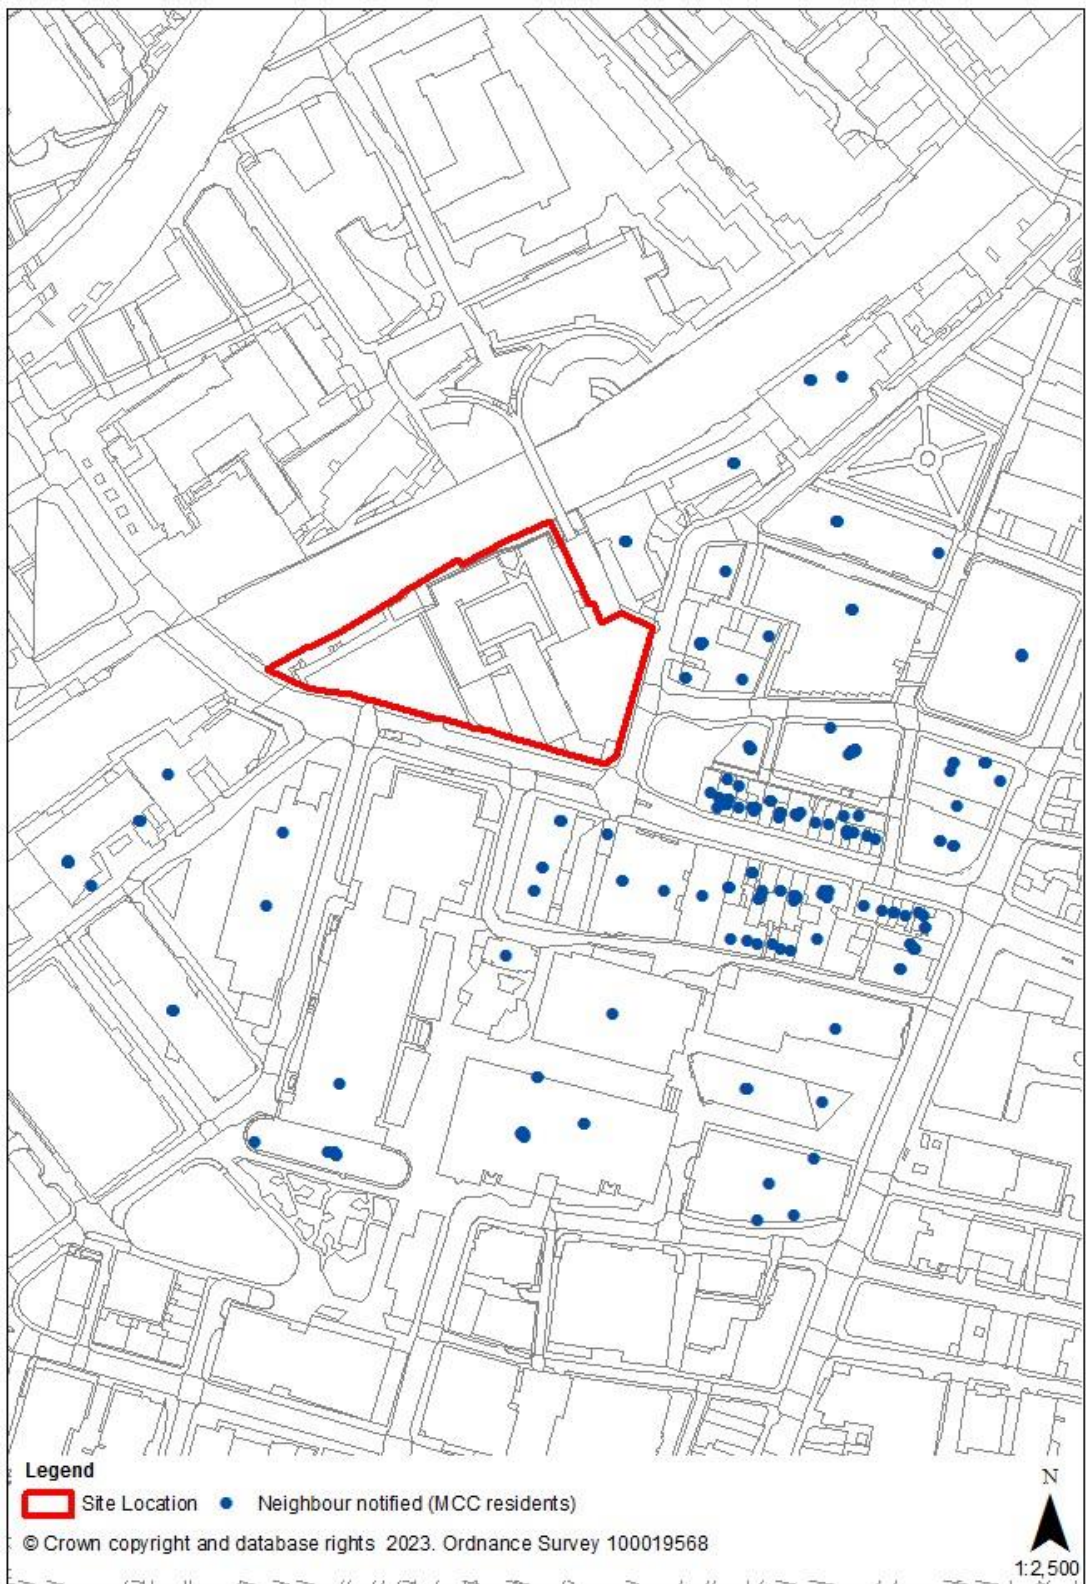 Legend
Site Location Neighbour notified (MCC residents)
© Crown copyright and database rights 2023. Ordnance Survey 100019568
N
1:2,500